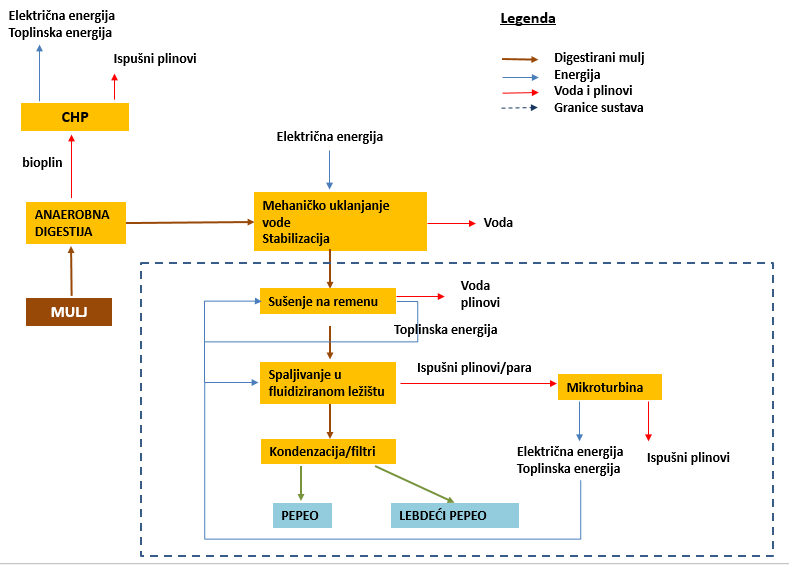 Električna energija
Toplinska energija
Ispušni plinovi
CHP
bioplin
ANAEROBNA
DIGESTIJA
MULJ
Legenda
Digestirani mulj
Energija
Voda i plinovi
Granice sustava
Električna energija
Mehaničko uklanjanje
vode
Stabilizacija
Voda
Sušenje na remenu
Voda
plinovi
Toplinska energija
Spaljivanje u
fluidiziranom ležištu
Ispušni plinovi/para
Mikroturbina
Kondenzacija/filtri
Električna energija
Toplinska energija
Ispušni plinovi
PEPEO
LEBDEĆI PEPEO